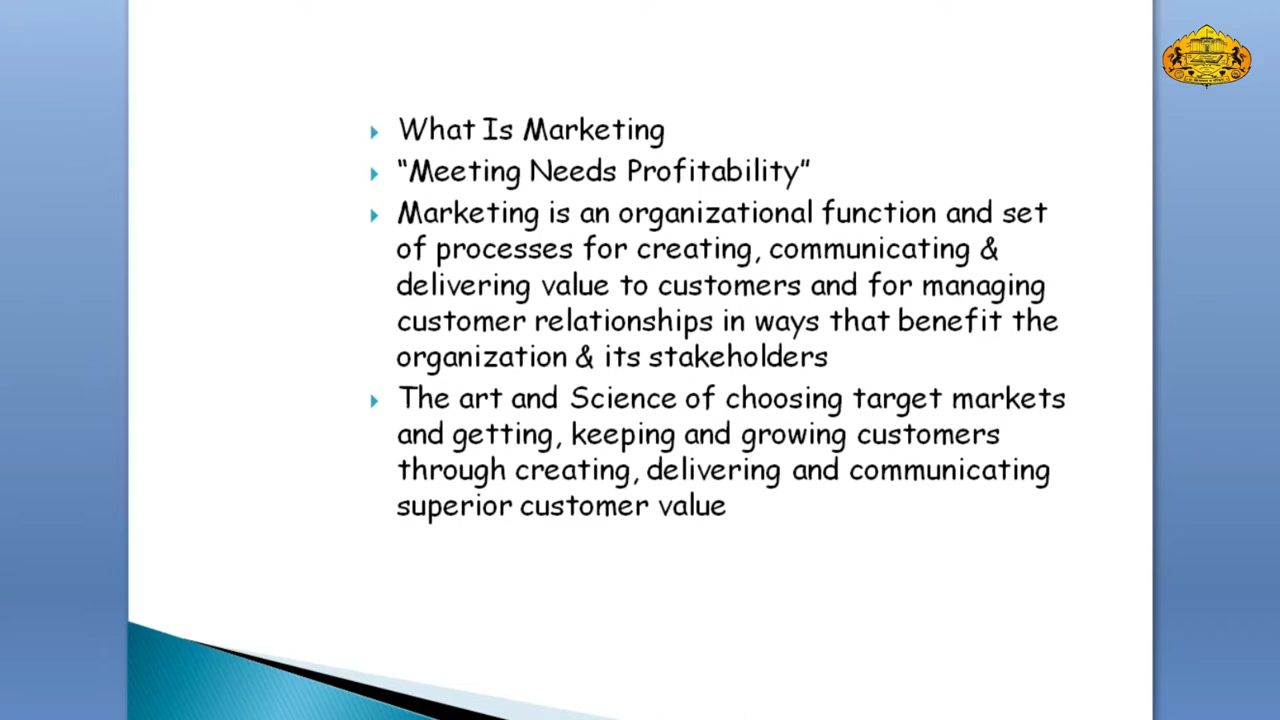 What Is Marketing
“Meeting Needs Profitability”
Marketing is an organizational function and set
of processes for creating, communicating &
delivering value to customers and for managing
customer relationships in ways that benefit the
organization & its stakeholders
The art and Science of choosing target markets
and getting, keeping and growing customers
through creating, delivering and communicating
superior customer value